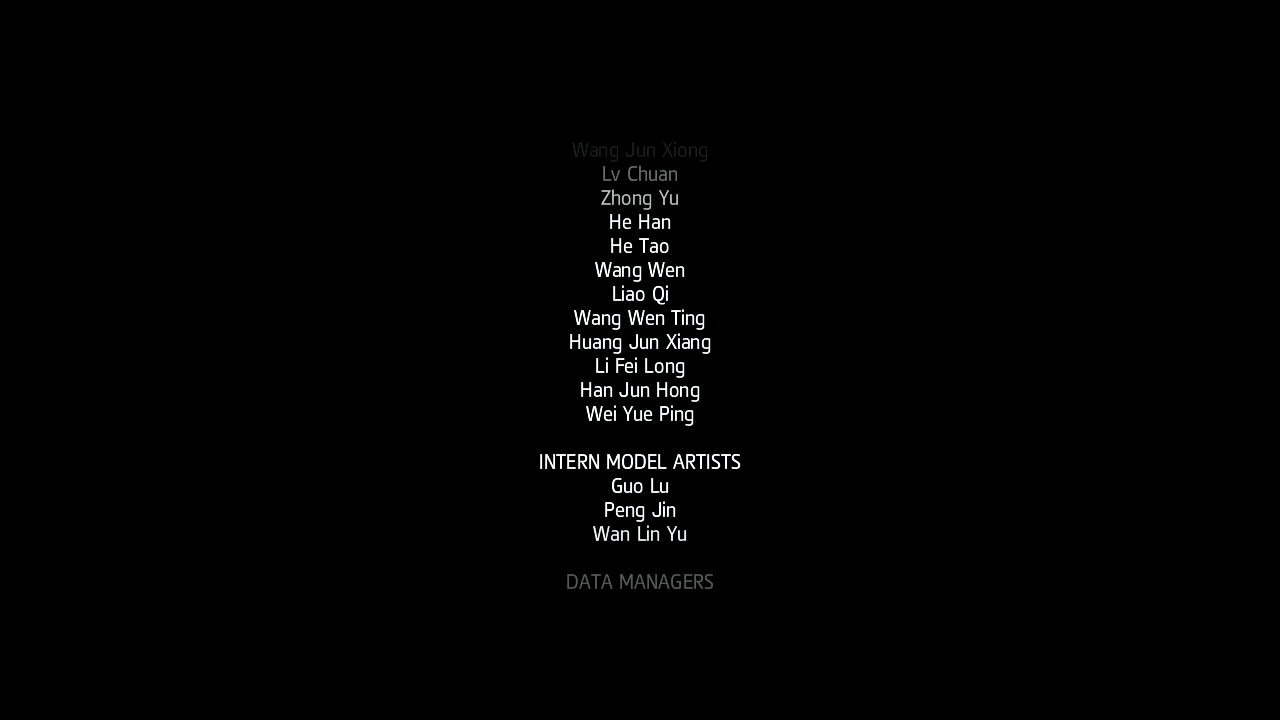 Wang Jun Xiong
Lv Chuan
Zhong Yu
He Han
He Tao
Wang Wen
Liao Qi
Wang Wen Ting
Huang Jun Xiang
Li Fei Long
Han Jun Hong
Wei Yue Ping
INTERN MODEL ARTISTS
Guo Lu
Peng Jin
Wan Lin Yu
DATA MANAGERS